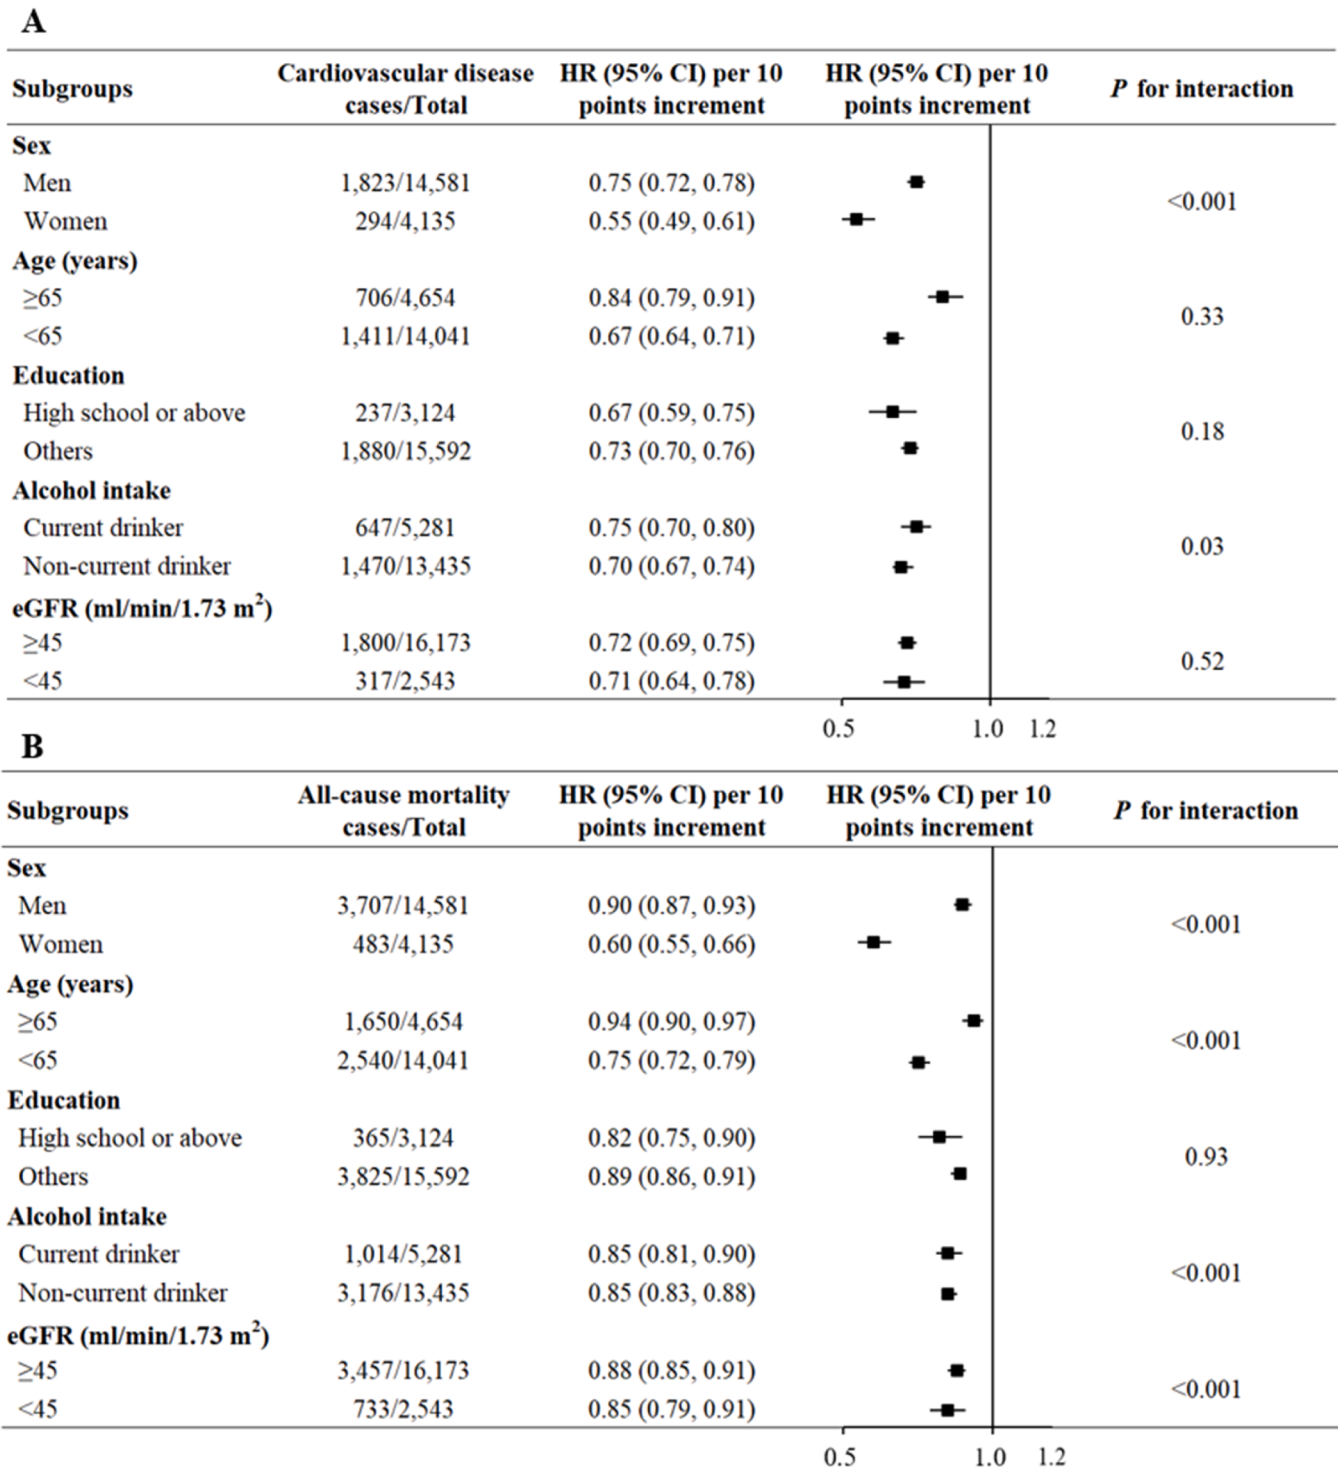 A
Subgroups Cardiovascular disease cases/Total HR (95% CI) per 10 points increment HR (95% CI) per 10 points increment P for interaction
Sex
Men 1,823/14,581 0.75 (0.72, 0.78)
<0.001
Women 294/4,135 0.55 (0.49, 0.61)
Age (years)
≥65 706/4,654 0.84 (0.79, 0.91)
0.33
<65 1,411/14,041 0.67 (0.64, 0.71)
Education
High school or above 237/3,124 0.67 (0.59, 0.75)
0.18
Others 1,880/15,592 0.73 (0.70, 0.76)
Alcohol intake
Current drinker 647/5,281 0.75 (0.70, 0.80)
0.03
Non-current drinker 1,470/13,435 0.70 (0.67, 0.74)
eGFR (ml/min/1.73 m²)
≥45 1,800/16,173 0.72 (0.69, 0.75)
0.52
<45 317/2,543 0.71 (0.64, 0.78)
0.5 1.0 1.2
B
Subgroups All-cause mortality cases/Total HR (95% CI) per 10 points increment HR (95% CI) per 10 points increment P for interaction
Sex
Men 3,707/14,581 0.90 (0.87, 0.93)
<0.001
Women 483/4,135 0.60 (0.55, 0.66)
Age (years)
≥65 1,650/4,654 0.94 (0.90, 0.97)
<0.001
<65 2,540/14,041 0.75 (0.72, 0.79)
Education
High school or above 365/3,124 0.82 (0.75, 0.90)
0.93
Others 3,825/15,592 0.89 (0.86, 0.91)
Alcohol intake
Current drinker 1,014/5,281 0.85 (0.81, 0.90)
<0.001
Non-current drinker 3,176/13,435 0.85 (0.83, 0.88)
eGFR (ml/min/1.73 m²)
≥45 3,457/16,173 0.88 (0.85, 0.91)
<0.001
<45 733/2,543 0.85 (0.79, 0.91)
0.5 1.0 1.2